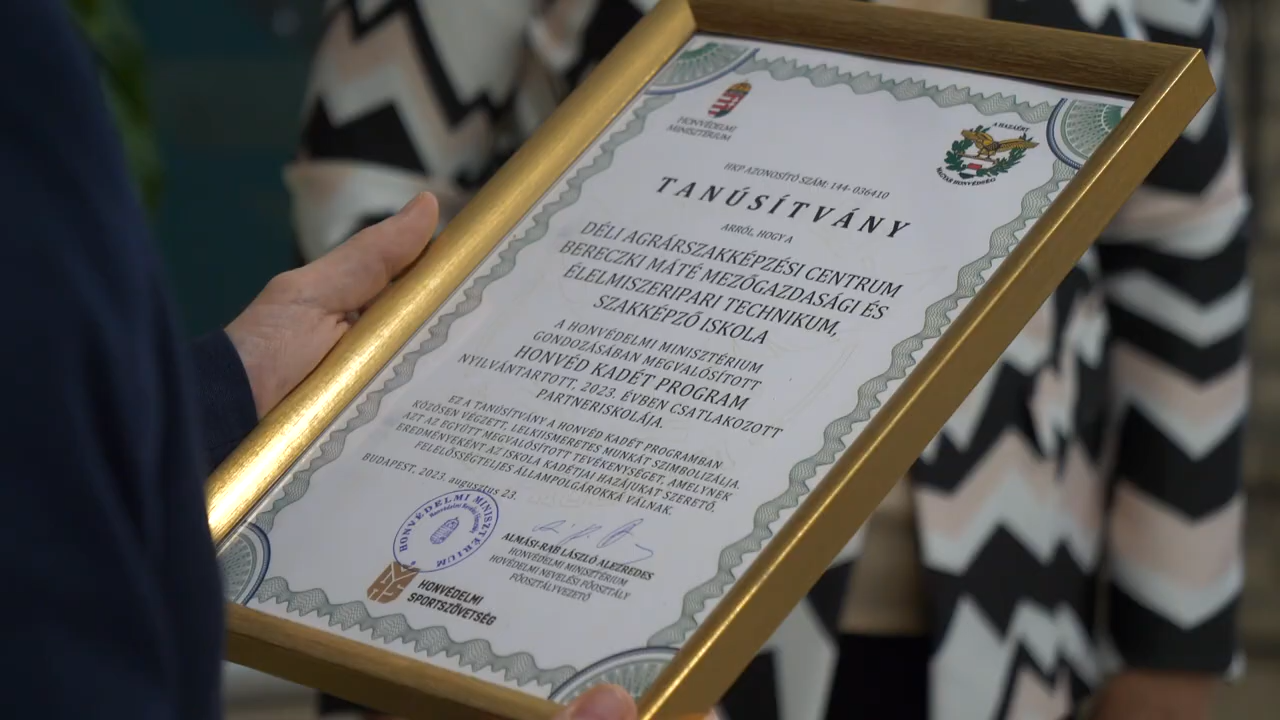 HONVÉDELMI
MINISZTÉRIUM
A HAZÁÉRT
MAGYAR HONVÉDSÉG
HKP AZONOSÍTÓ SZÁM: 144- 036410
TANÚSÍTVÁNY
ARRÓL, HOGY A
DÉLI AGRÁRSZAKKÉPZÉSI CENTRUM
BERECZKI MÁTÉ MEZŐGAZDASÁGI ÉS
ÉLELMISZERIPARI TECHNIKUM,
SZAKKÉPZŐ ISKOLA
A HONVÉDELMI MINISZTÉRIUM
GONDOZÁSÁBAN MEGVALÓSÍTOTT
HONVÉD KADÉT PROGRAM
NYILVÁNTARTOTT, 2023. ÉVBEN CSATLAKOZOTT
PARTNERISKOLÁJA.
EZ A TANÚSÍTVÁNY A HONVÉD KADÉT PROGRAMBAN
KÖZÖSEN VÉGZETT, LELKIISMERETES MUNKÁT SZIMBOLIZÁLJA.
AZT AZ EGYÜTT MEGVALÓSÍTOTT TEVÉKENYSÉGET, AMELYNEK
EREDMÉNYEKÉNT AZ ISKOLA KADÉTJAI HAZÁJUKAT SZERETŐ,
FELELŐSSÉGTELJES ÁLLAMPOLGÁROKKÁ VÁLNAK.
BUDAPEST, 2023. augusztus 23.
HONVÉDELMI MINISZTÉRIUM
ALMÁSI-RAB LÁSZLÓ ALEZREDES
HONVÉDELMI MINISZTÉRIUM
HOVÉDELMI NEVELÉSI FŐOSZTÁLY
FŐOSZTÁLYVEZETŐ
HONVÉDELMI
SPORTSZÖVETSÉG